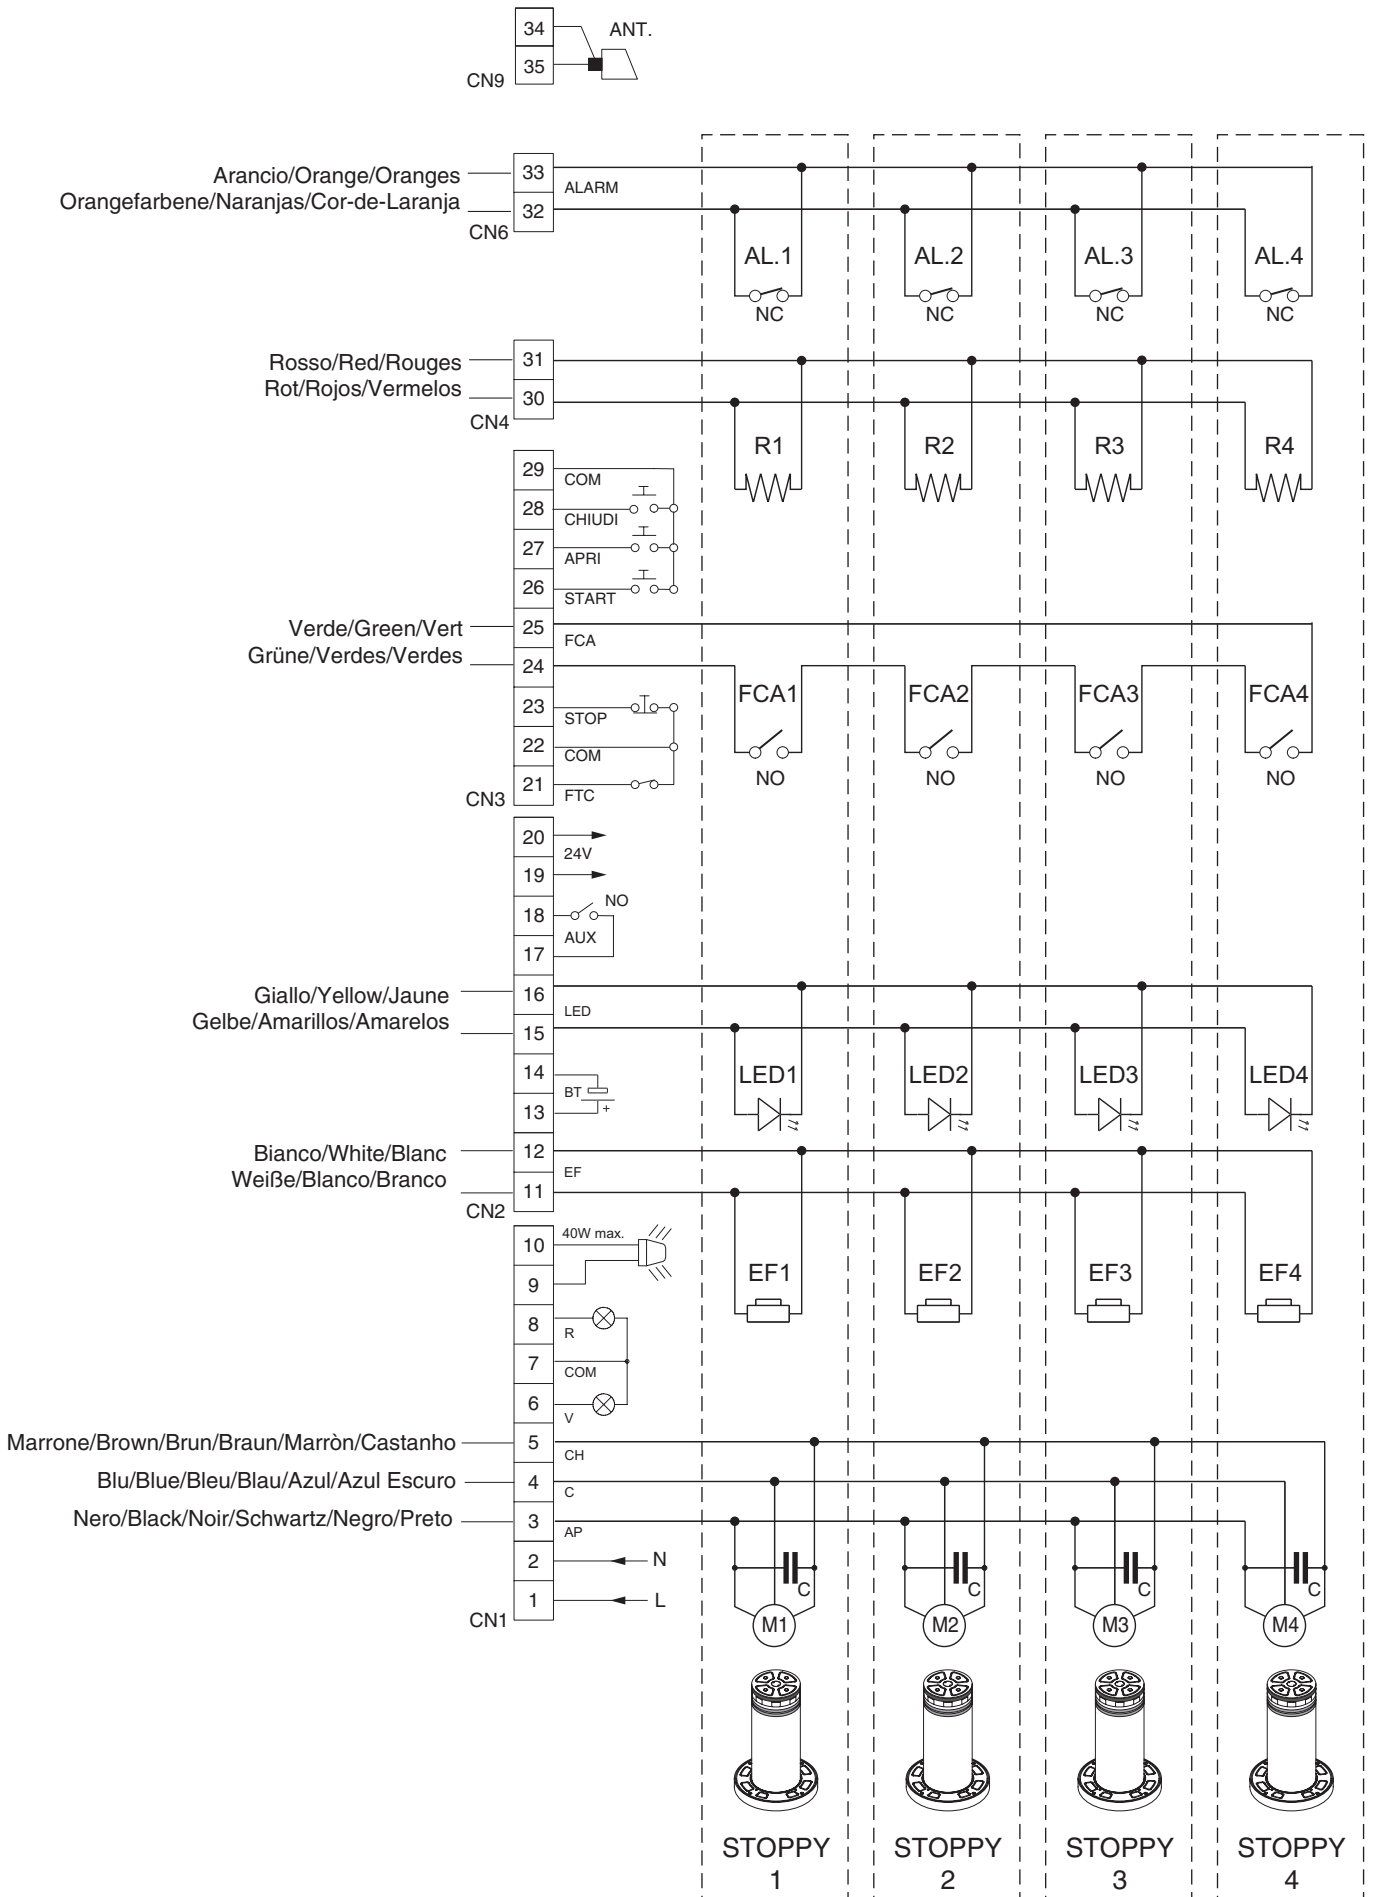 34
ANT.
35
CN9
33
Arancio/Orange/Oranges
ALARM
Orangefarbene/Naranjas/Cor-de-Laranja
32
CN6
AL.1 AL.2 AL.3 AL.4
NC NC NC NC
31
Rosso/Red/Rouges
Rot/Rojos/Vermelos
30
CN4
R1 R2 R3 R4
29
COM
28
CHIUDI
27
APRI
26
START
25
Verde/Green/Vert
FCA
Grüne/Verdes/Verdes
24
FCA1 FCA2 FCA3 FCA4
23
STOP
22
COM
NO NO NO NO
21
FTC
CN3
20
24V
19
NO
18
AUX
17
16
Giallo/Yellow/Jaune
LED
Gelbe/Amarillos/Amarelos
15
14
LED1 LED2 LED3 LED4
BT
+
13
12
Bianco/White/Blanc
EF
Weiße/Blanco/Branco
11
CN2
40W max.
10
EF1 EF2 EF3 EF4
9
8
R
7
COM
6
V
5
Marrone/Brown/Brun/Braun/Marròn/Castanho
CH
4
Blu/Blue/Bleu/Blau/Azul/Azul Escuro
C
3
Nero/Black/Noir/Schwartz/Negro/Preto
AP
2
N
C C C C
1
L
CN1
M1 M2 M3 M4
STOPPY STOPPY STOPPY STOPPY
1 2 3 4